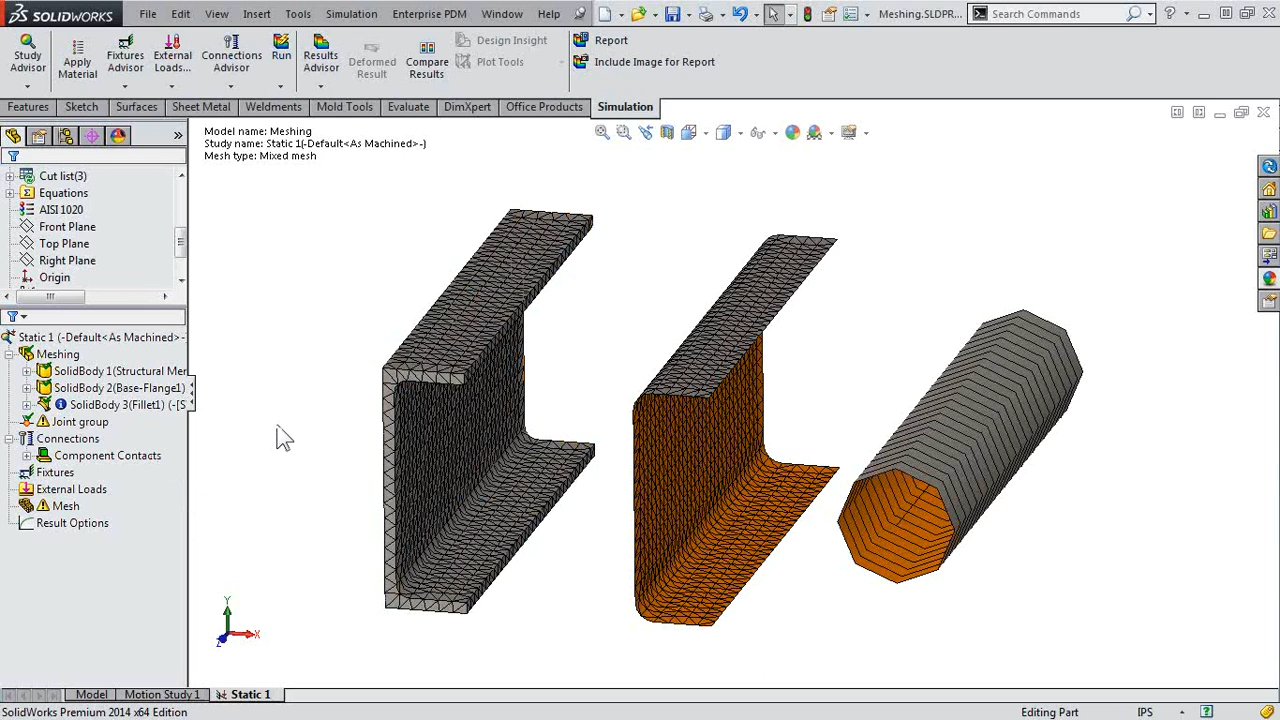 SOLIDWORKS File Edit View Insert Tools Simulation Enterprise PDM Window Help Meshing.SLDPR... Search Commands
Study Advisor
Apply Material
Fixtures Advisor
External Loads...
Connections Advisor
Run
Results Advisor
Deformed Result
Compare Results
Design Insight
Plot Tools
Report
Include Image for Report
Features Sketch Surfaces Sheet Metal Weldments Mold Tools Evaluate DimXpert Office Products Simulation
Model name: Meshing
Study name: Static 1(-Default<As Machined>-)
Mesh type: Mixed mesh
Cut list(3)
Equations
AISI 1020
Front Plane
Top Plane
Right Plane
Origin
Static 1 (-Default<As Machined>-
Meshing
SolidBody 1(Structural Mer
SolidBody 2(Base-Flange1)
SolidBody 3(Fillet1) (-[S
Joint group
Connections
Component Contacts
Fixtures
External Loads
Mesh
Result Options
Y
X
Z
Model Motion Study 1 Static 1
SolidWorks Premium 2014 x64 Edition Editing Part IPS